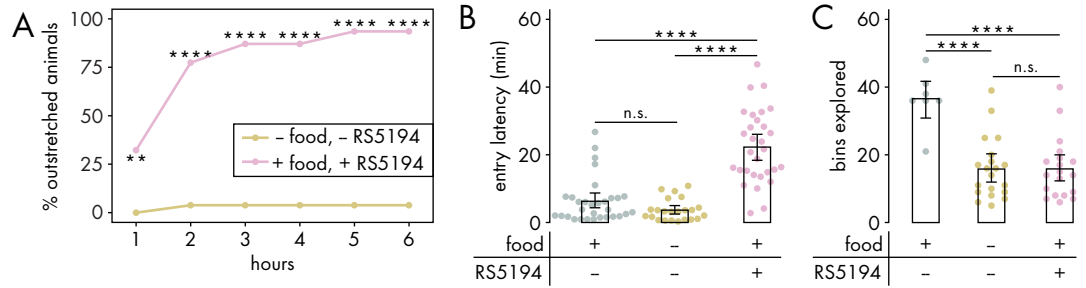 A
% outstretched animals
100
75
50
25
0
**
****
****
****
****
****
– food, – RS5194
+ food, + RS5194
1 2 3 4 5 6
hours
B
entry latency (min)
60
40
20
0
****
****
n.s.
food + – +
RS5194 – – +
C
bins explored
60
40
20
0
****
****
n.s.
food + – +
RS5194 – – +